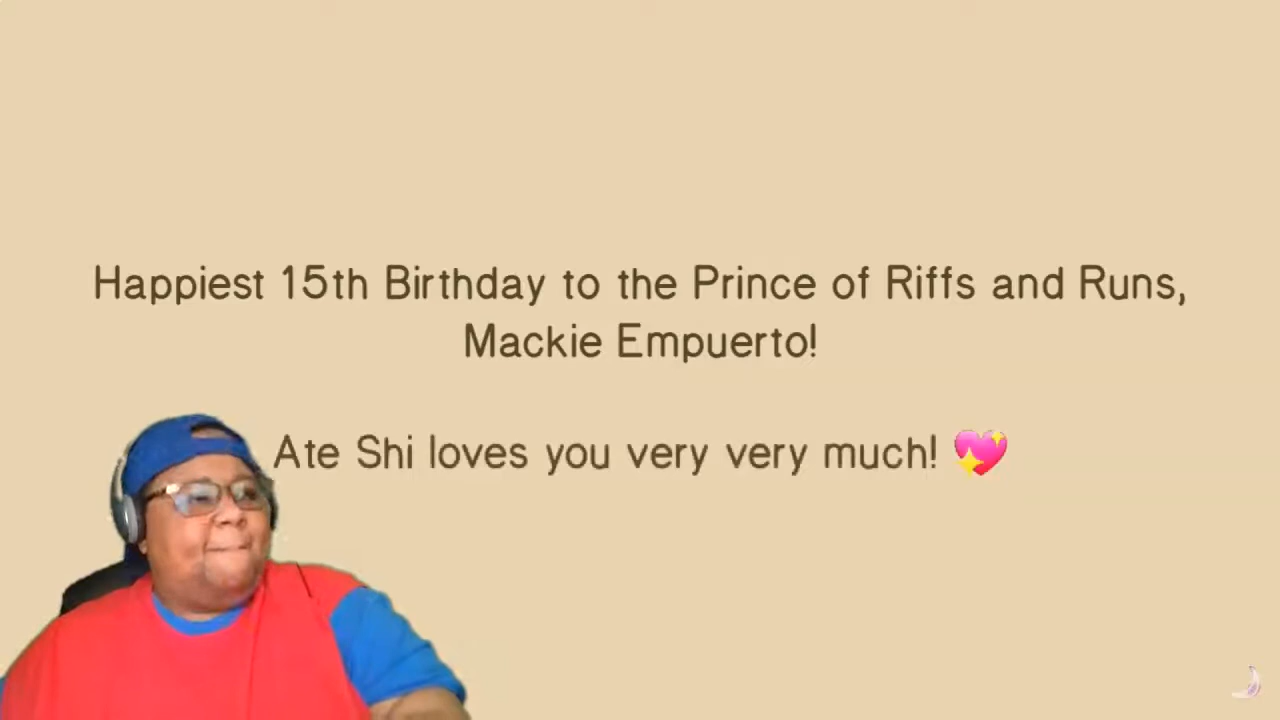 Happiest 15th Birthday to the Prince of Riffs and Runs,
Mackie Empuerto!
Ate Shi loves you very very much! 💖